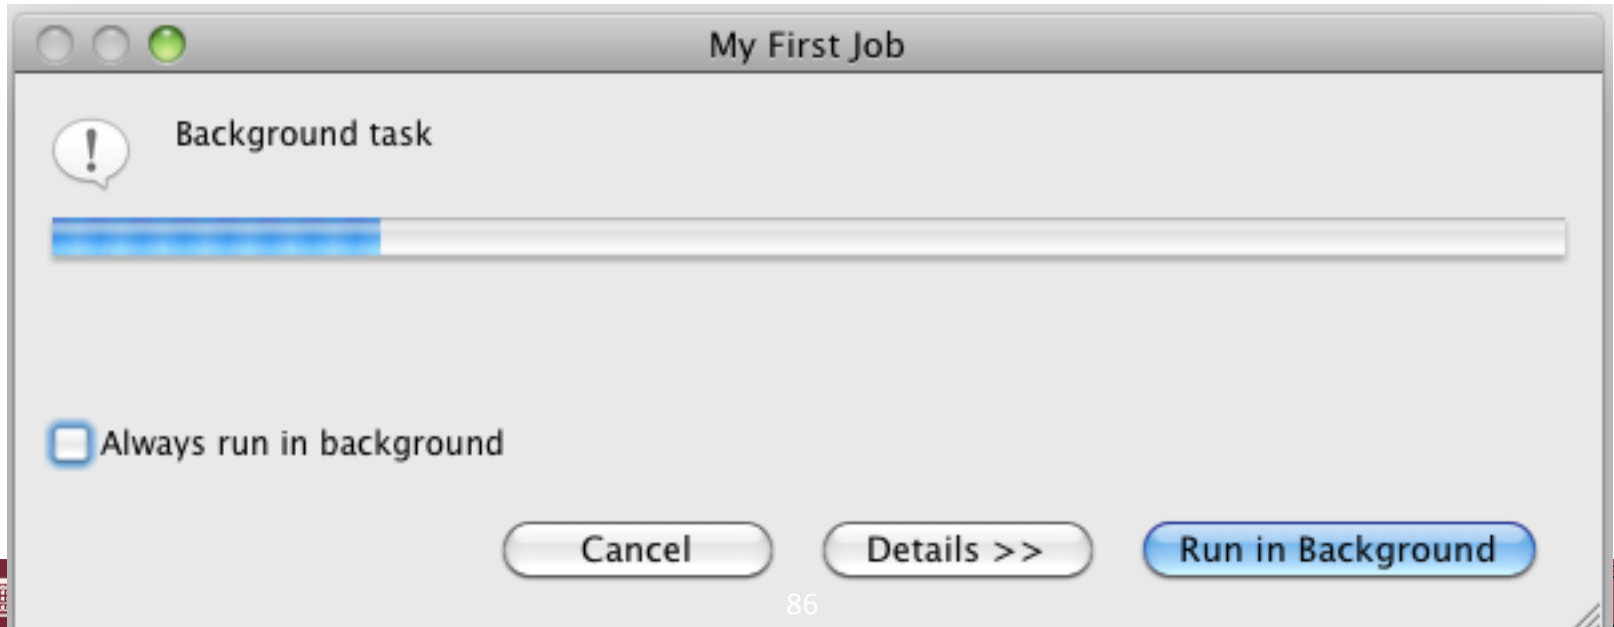 My First Job
Background task
Always run in background
Cancel
Details >>
Run in Background
86